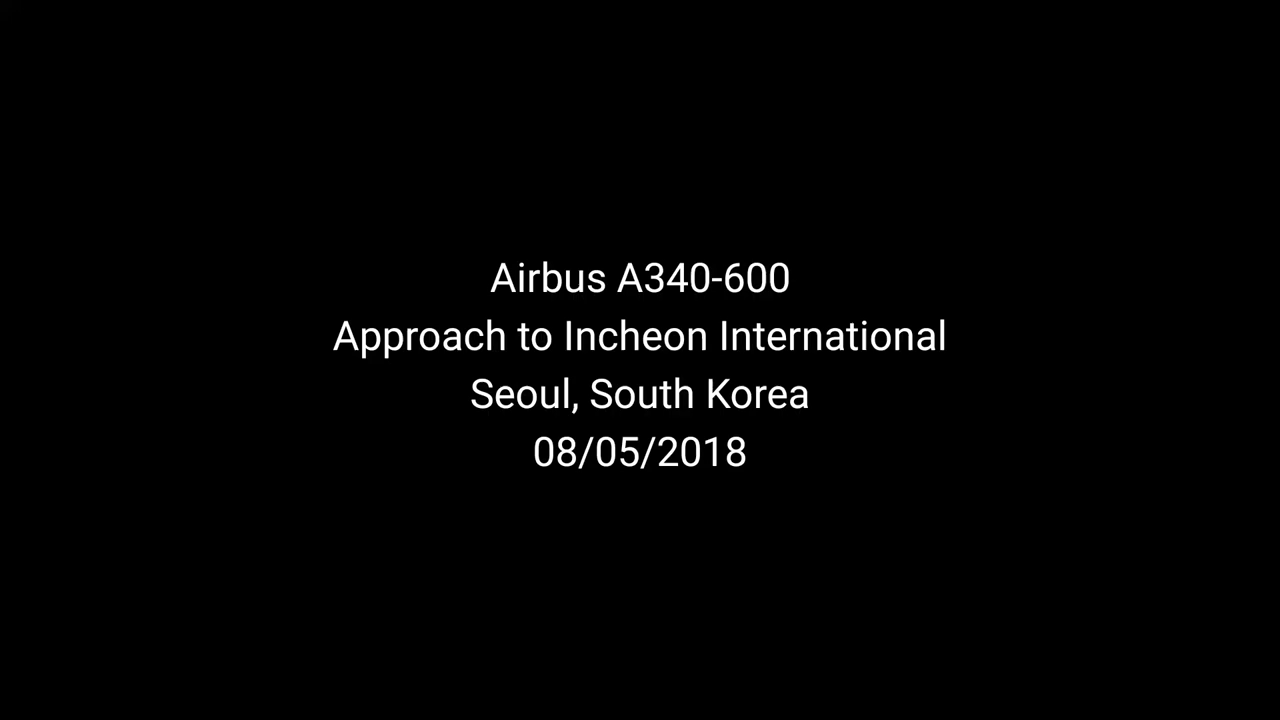 Airbus A340-600
Approach to Incheon International
Seoul, South Korea
08/05/2018